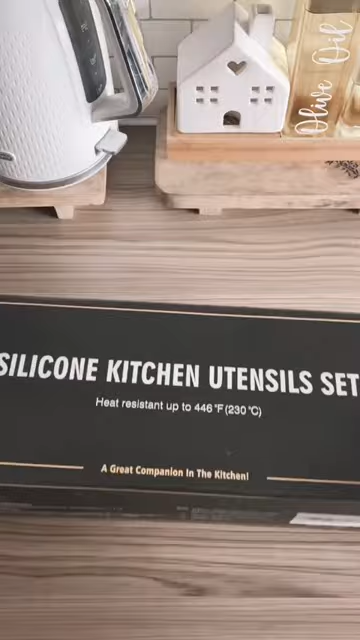 Olive Oil
SILICONE KITCHEN UTENSILS SET
Heat resistant up to 446°F(230°C)
A Great Companion In The Kitchen!